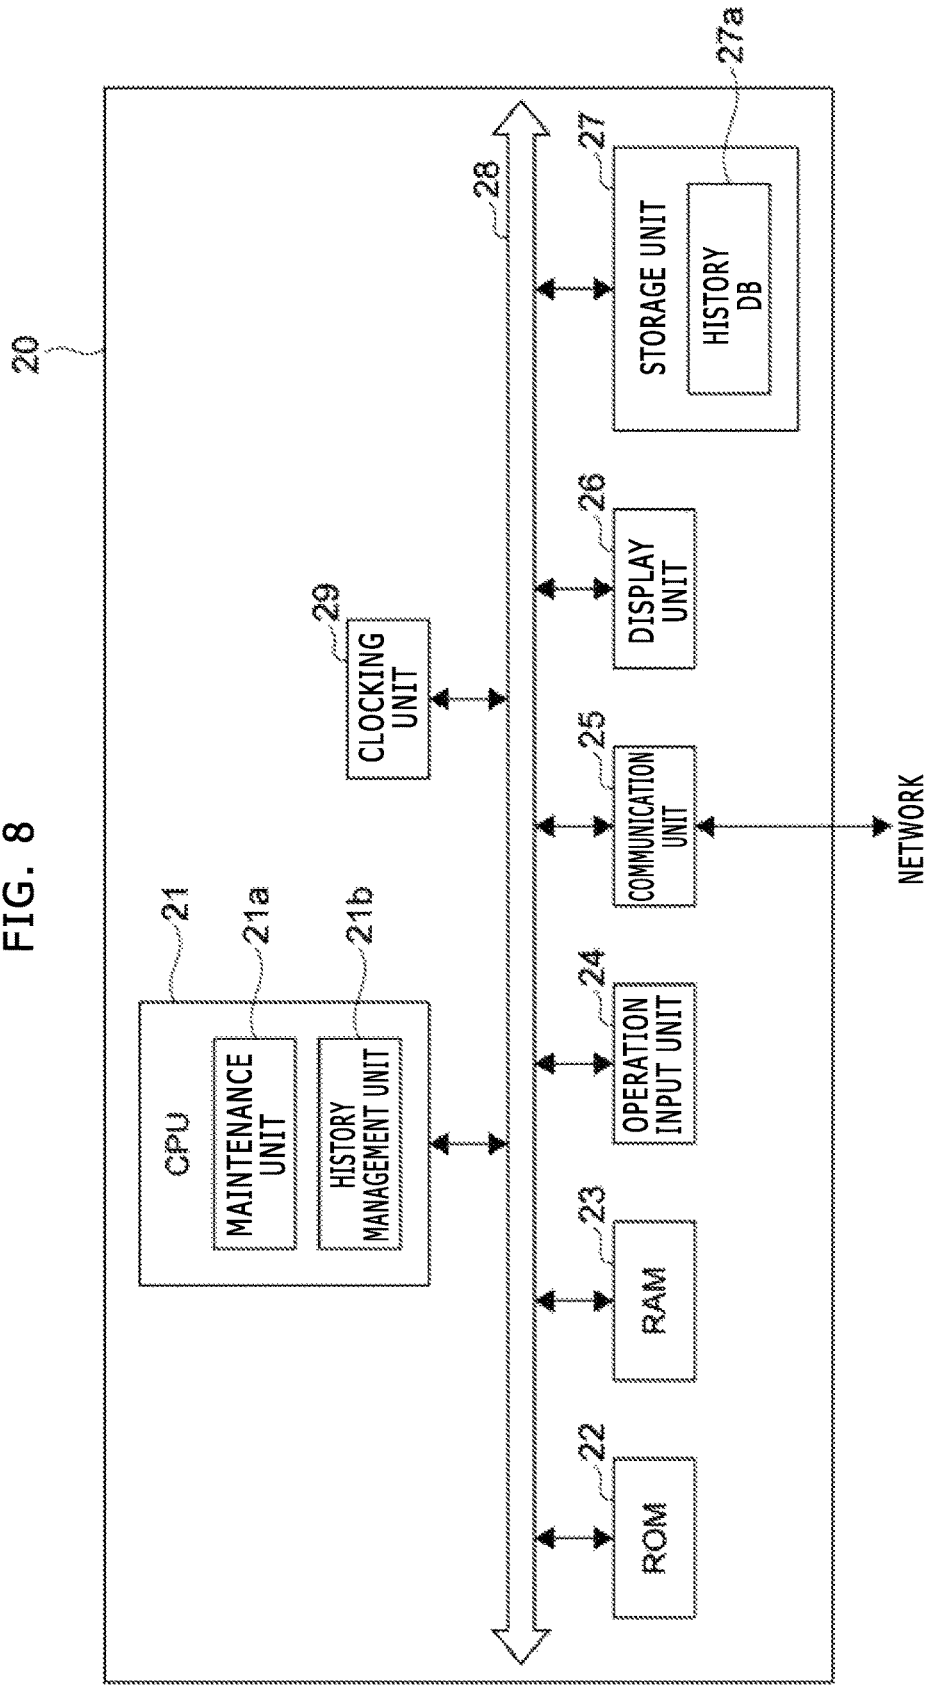 FIG. 8
20
CPU
21
MAINTENANCE
UNIT
21a
HISTORY
MANAGEMENT UNIT
21b
CLOCKING
UNIT
29
28
ROM
22
RAM
23
OPERATION
INPUT UNIT
24
COMMUNICATION
UNIT
25
DISPLAY
UNIT
26
STORAGE UNIT
27
HISTORY
DB
27a
NETWORK